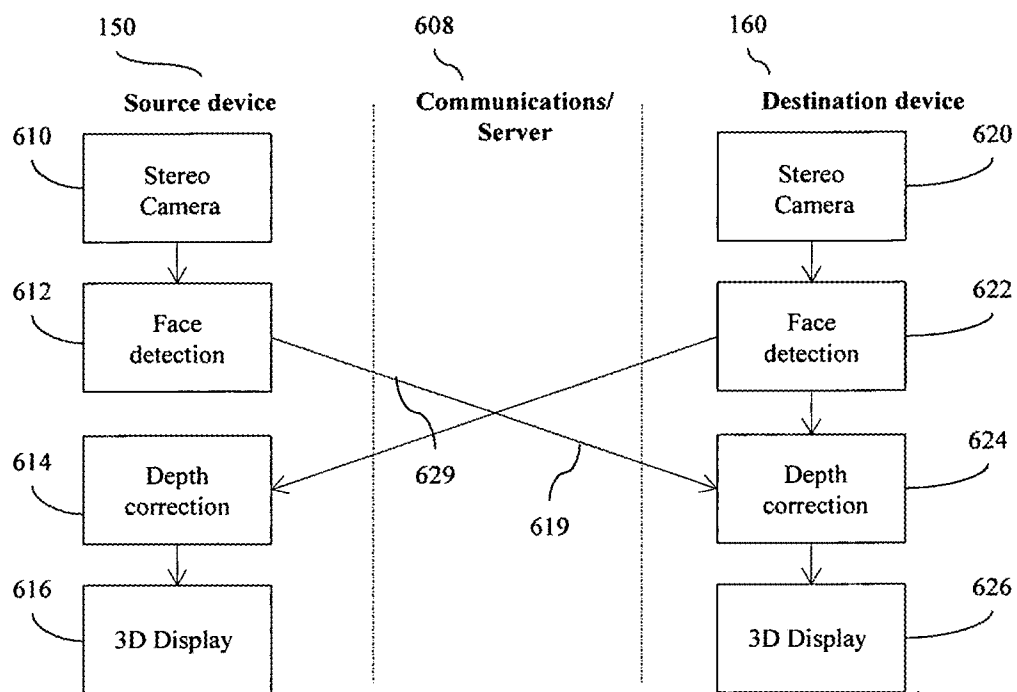 150
608
160
Source device
Communications/
Server
Destination device
610
Stereo
Camera
620
Stereo
Camera
612
Face
detection
622
Face
detection
614
Depth
correction
629
619
624
Depth
correction
616
3D Display
626
3D Display